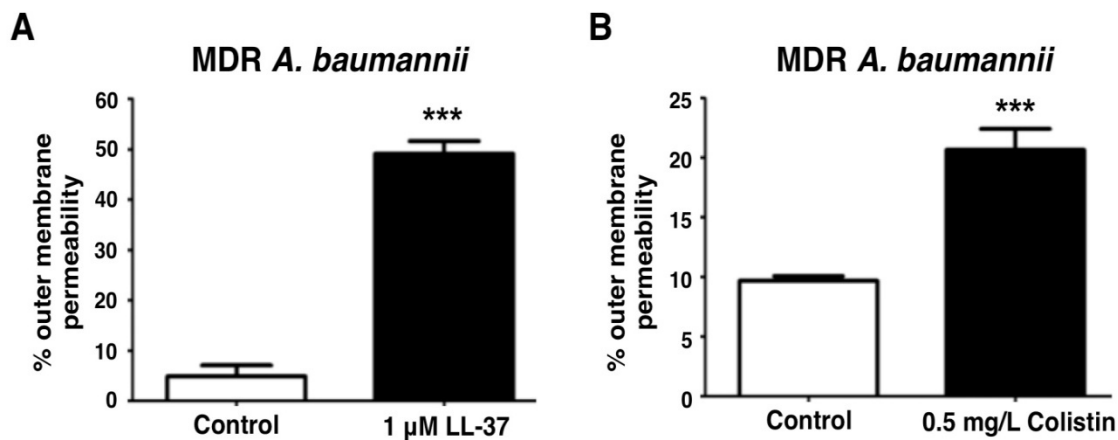 A
MDR A. baumannii
% outer membrane
permeability
60
50
40
30
20
10
0
***
Control
1 µM LL-37
B
MDR A. baumannii
% outer membrane
permeability
25
20
15
10
5
0
***
Control
0.5 mg/L Colistin